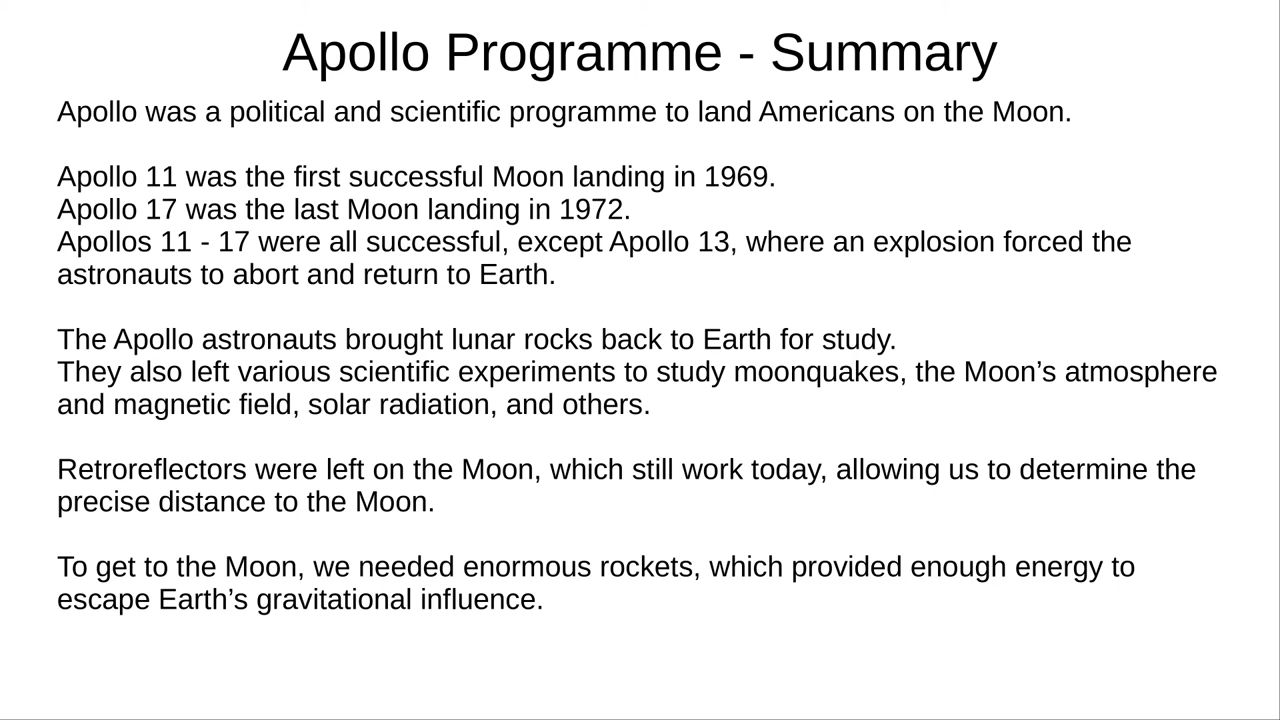 Apollo Programme - Summary
Apollo was a political and scientific programme to land Americans on the Moon.
Apollo 11 was the first successful Moon landing in 1969.
Apollo 17 was the last Moon landing in 1972.
Apollos 11 - 17 were all successful, except Apollo 13, where an explosion forced the
astronauts to abort and return to Earth.
The Apollo astronauts brought lunar rocks back to Earth for study.
They also left various scientific experiments to study moonquakes, the Moon’s atmosphere
and magnetic field, solar radiation, and others.
Retroreflectors were left on the Moon, which still work today, allowing us to determine the
precise distance to the Moon.
To get to the Moon, we needed enormous rockets, which provided enough energy to
escape Earth’s gravitational influence.